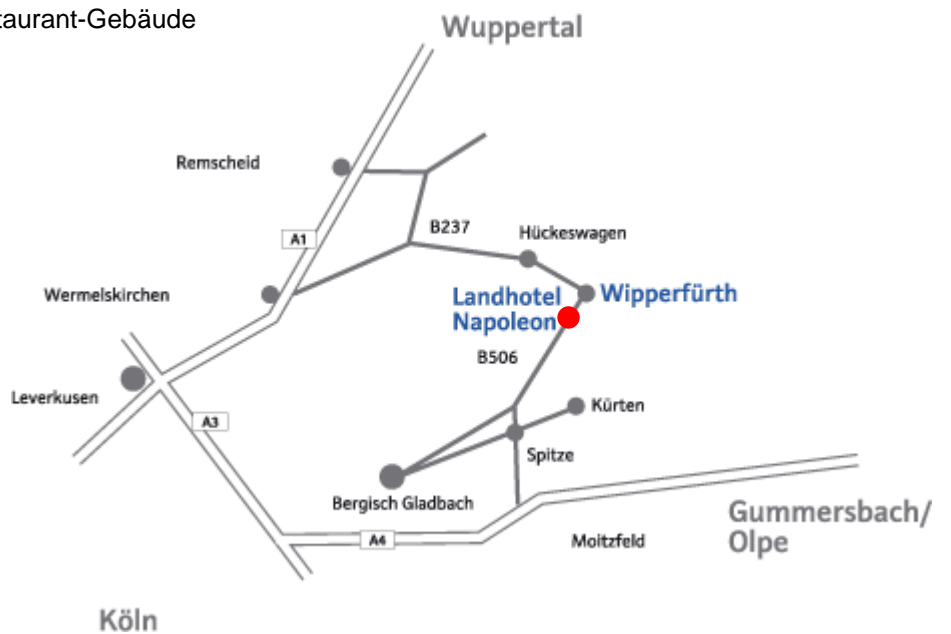 taurant-Gebäude
Wuppertal
Remscheid
B237
A1
Hückeswagen
Wermelskirchen
Landhotel
Napoleon
Wipperfürth
B506
Leverkusen
Kürten
A3
Spitze
Bergisch Gladbach
Gummersbach/
Olpe
A4
Moitzfeld
Köln